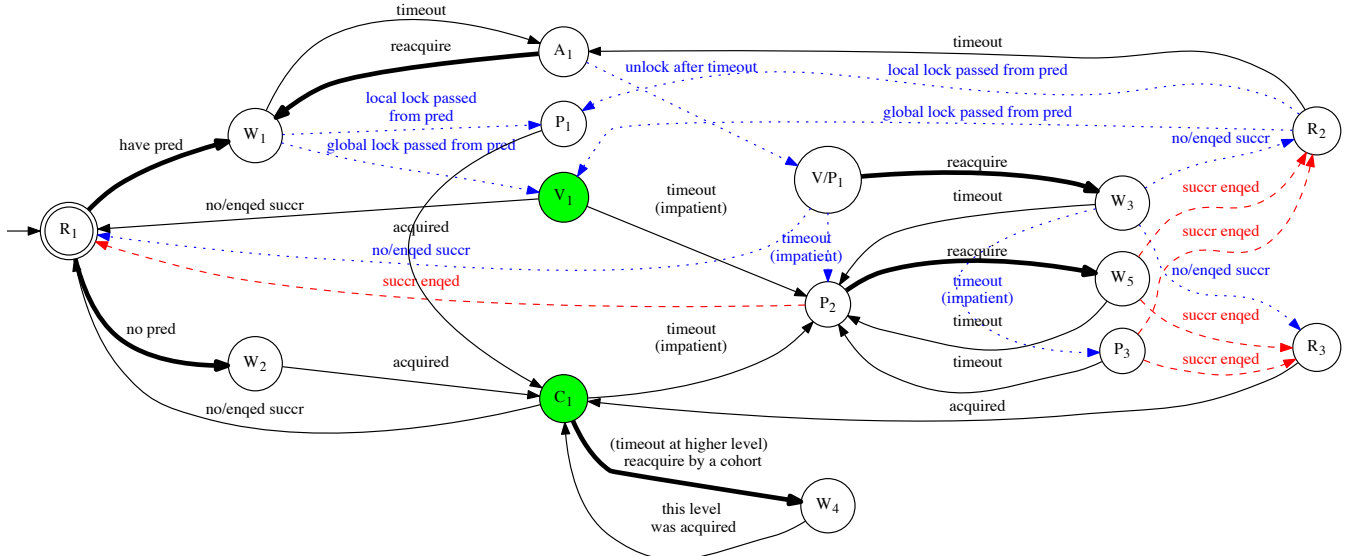 timeout
reacquire
A₁
timeout
unlock after timeout
local lock passed from pred
local lock passed
from pred
P₁
global lock passed from pred
R₂
W₁
have pred
global lock passed from pred
no/enqed succr
V/P₁
reacquire
V₁
timeout
(impatient)
succr enqed
W₃
timeout
no/enqed succr
R₁
acquired
succr enqed
no/enqed succr
timeout
(impatient)
reacquire
no/enqed succr
succr enqed
W₅
timeout
(impatient)
P₂
succr enqed
no pred
timeout
(impatient)
timeout
R₃
P₃
W₂
acquired
timeout
succr enqed
C₁
no/enqed succr
acquired
(timeout at higher level)
reacquire by a cohort
W₄
this level
was acquired